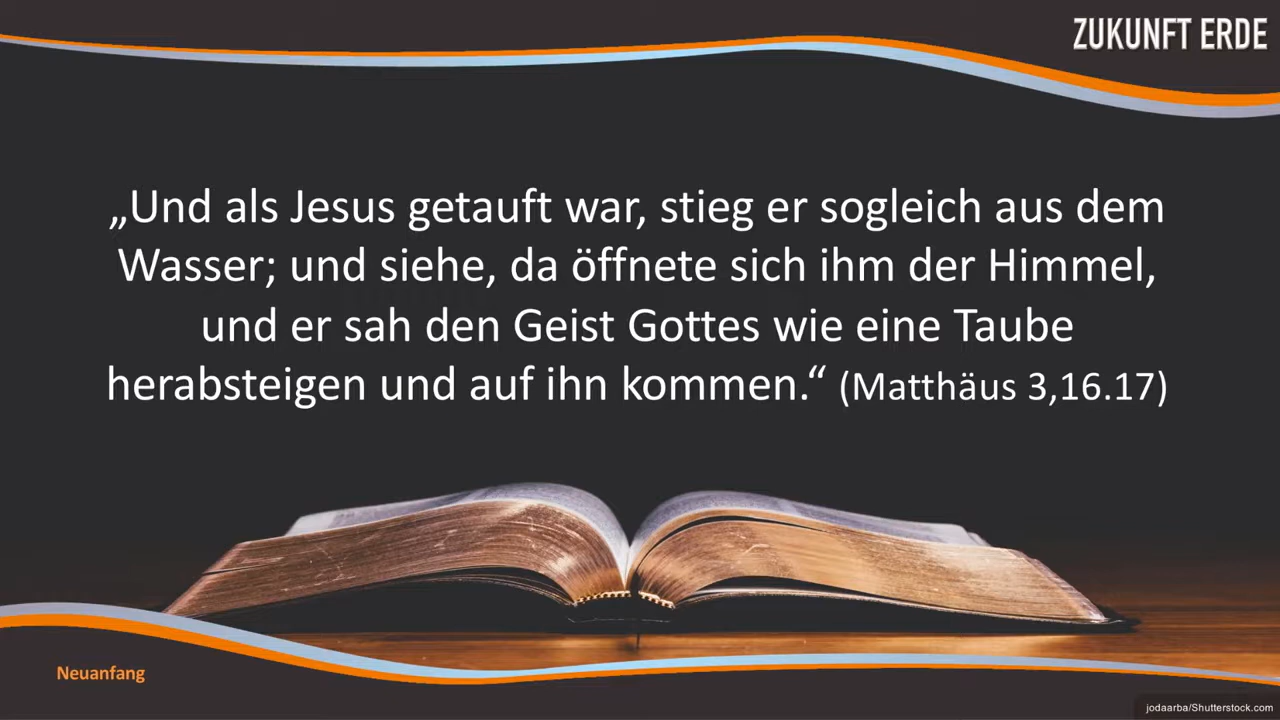 ZUKUNFT ERDE
„Und als Jesus getauft war, stieg er sogleich aus dem
Wasser; und siehe, da öffnete sich ihm der Himmel,
und er sah den Geist Gottes wie eine Taube
herabsteigen und auf ihn kommen.“ (Matthäus 3,16.17)
Neuanfang
jodaarba/Shutterstock.com